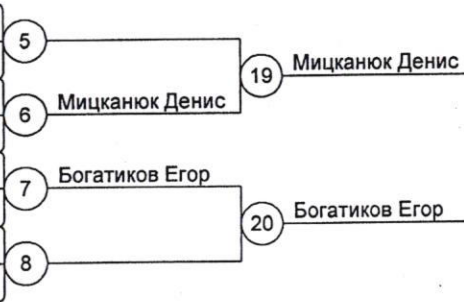 5
19 Мицканюк Денис
6 Мицканюк Денис
7 Богатиков Егор
20 Богатиков Егор
8